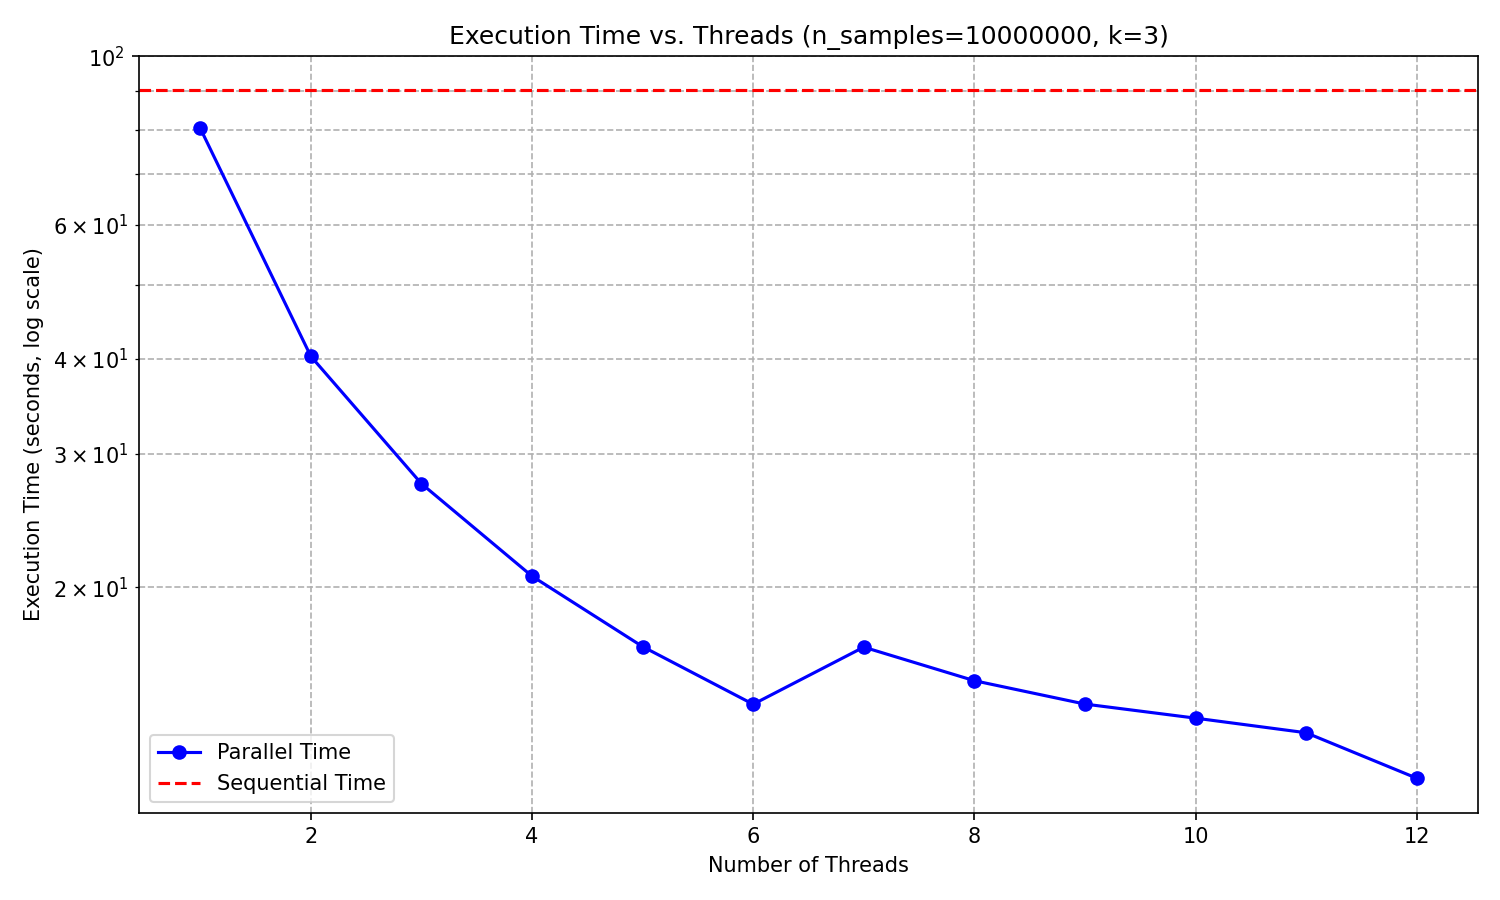 Execution Time vs. Threads (n_samples=10000000, k=3)
Execution Time (seconds, log scale)
10²
6 × 10¹
4 × 10¹
3 × 10¹
2 × 10¹
Parallel Time
Sequential Time
2 4 6 8 10 12
Number of Threads